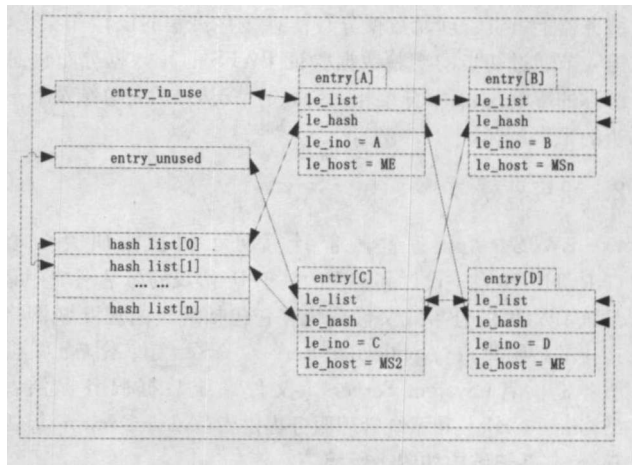 entry_in_use
entry_unused
hash list[0]
hash list[1]
... ...
hash list[n]
entry[A]
le_list
le_hash
le_ino = A
le_host = ME
entry[B]
le_list
le_hash
le_ino = B
le_host = MSn
entry[C]
le_list
le_hash
le_ino = C
le_host = MS2
entry[D]
le_list
le_hash
le_ino = D
le_host = ME